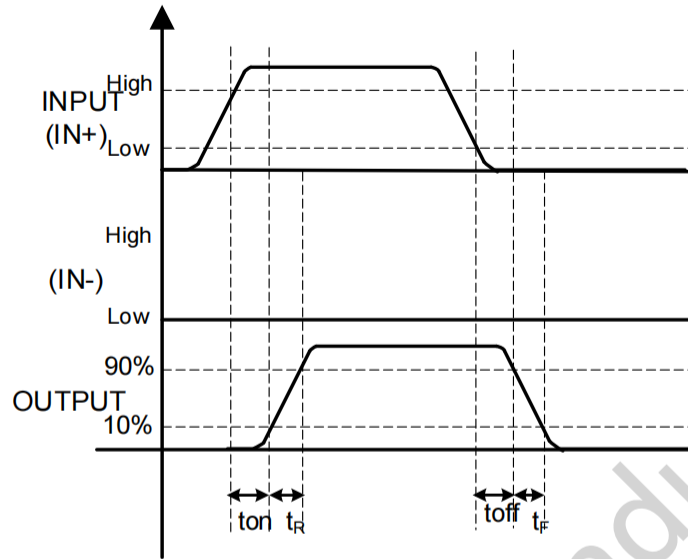 High
INPUT
(IN+)
Low
High
(IN-)
Low
90%
OUTPUT
10%
ton
tR
toff
tF